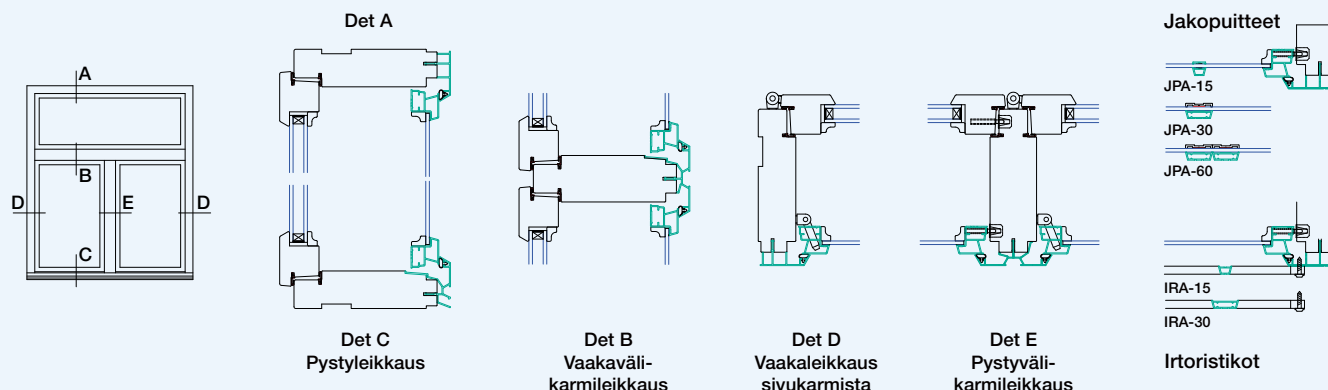 A
B
D
E
D
C
Det A
Det C
Pystyleikkaus
Det B
Vaakaväli-
karmileikkaus
Det D
Vaakaleikkaus
sivukarmista
Det E
Pystyväli-
karmileikkaus
Jakopuitteet
JPA-15
JPA-30
JPA-60
IRA-15
IRA-30
Irtoristikot